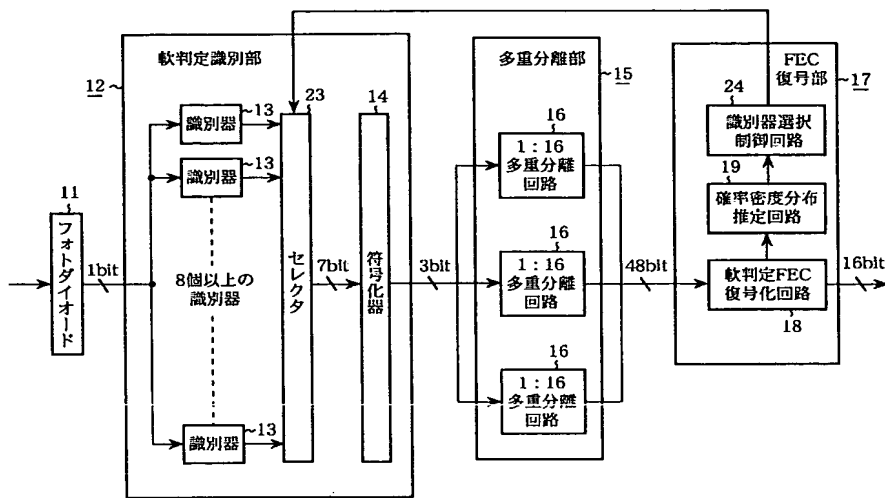 軟判定識別部
12
13
識別器
13
識別器
8個以上の
識別器
13
識別器
23
セレクタ
14
符号化器
11
フォトダイオード
1bit
7bit
3bit
多重分離部
15
16
1:16
多重分離
回路
16
1:16
多重分離
回路
16
1:16
多重分離
回路
48bit
FEC
復号部
17
24
識別器選択
制御回路
19
確率密度分布
推定回路
軟判定FEC
復号化回路
18
16bit